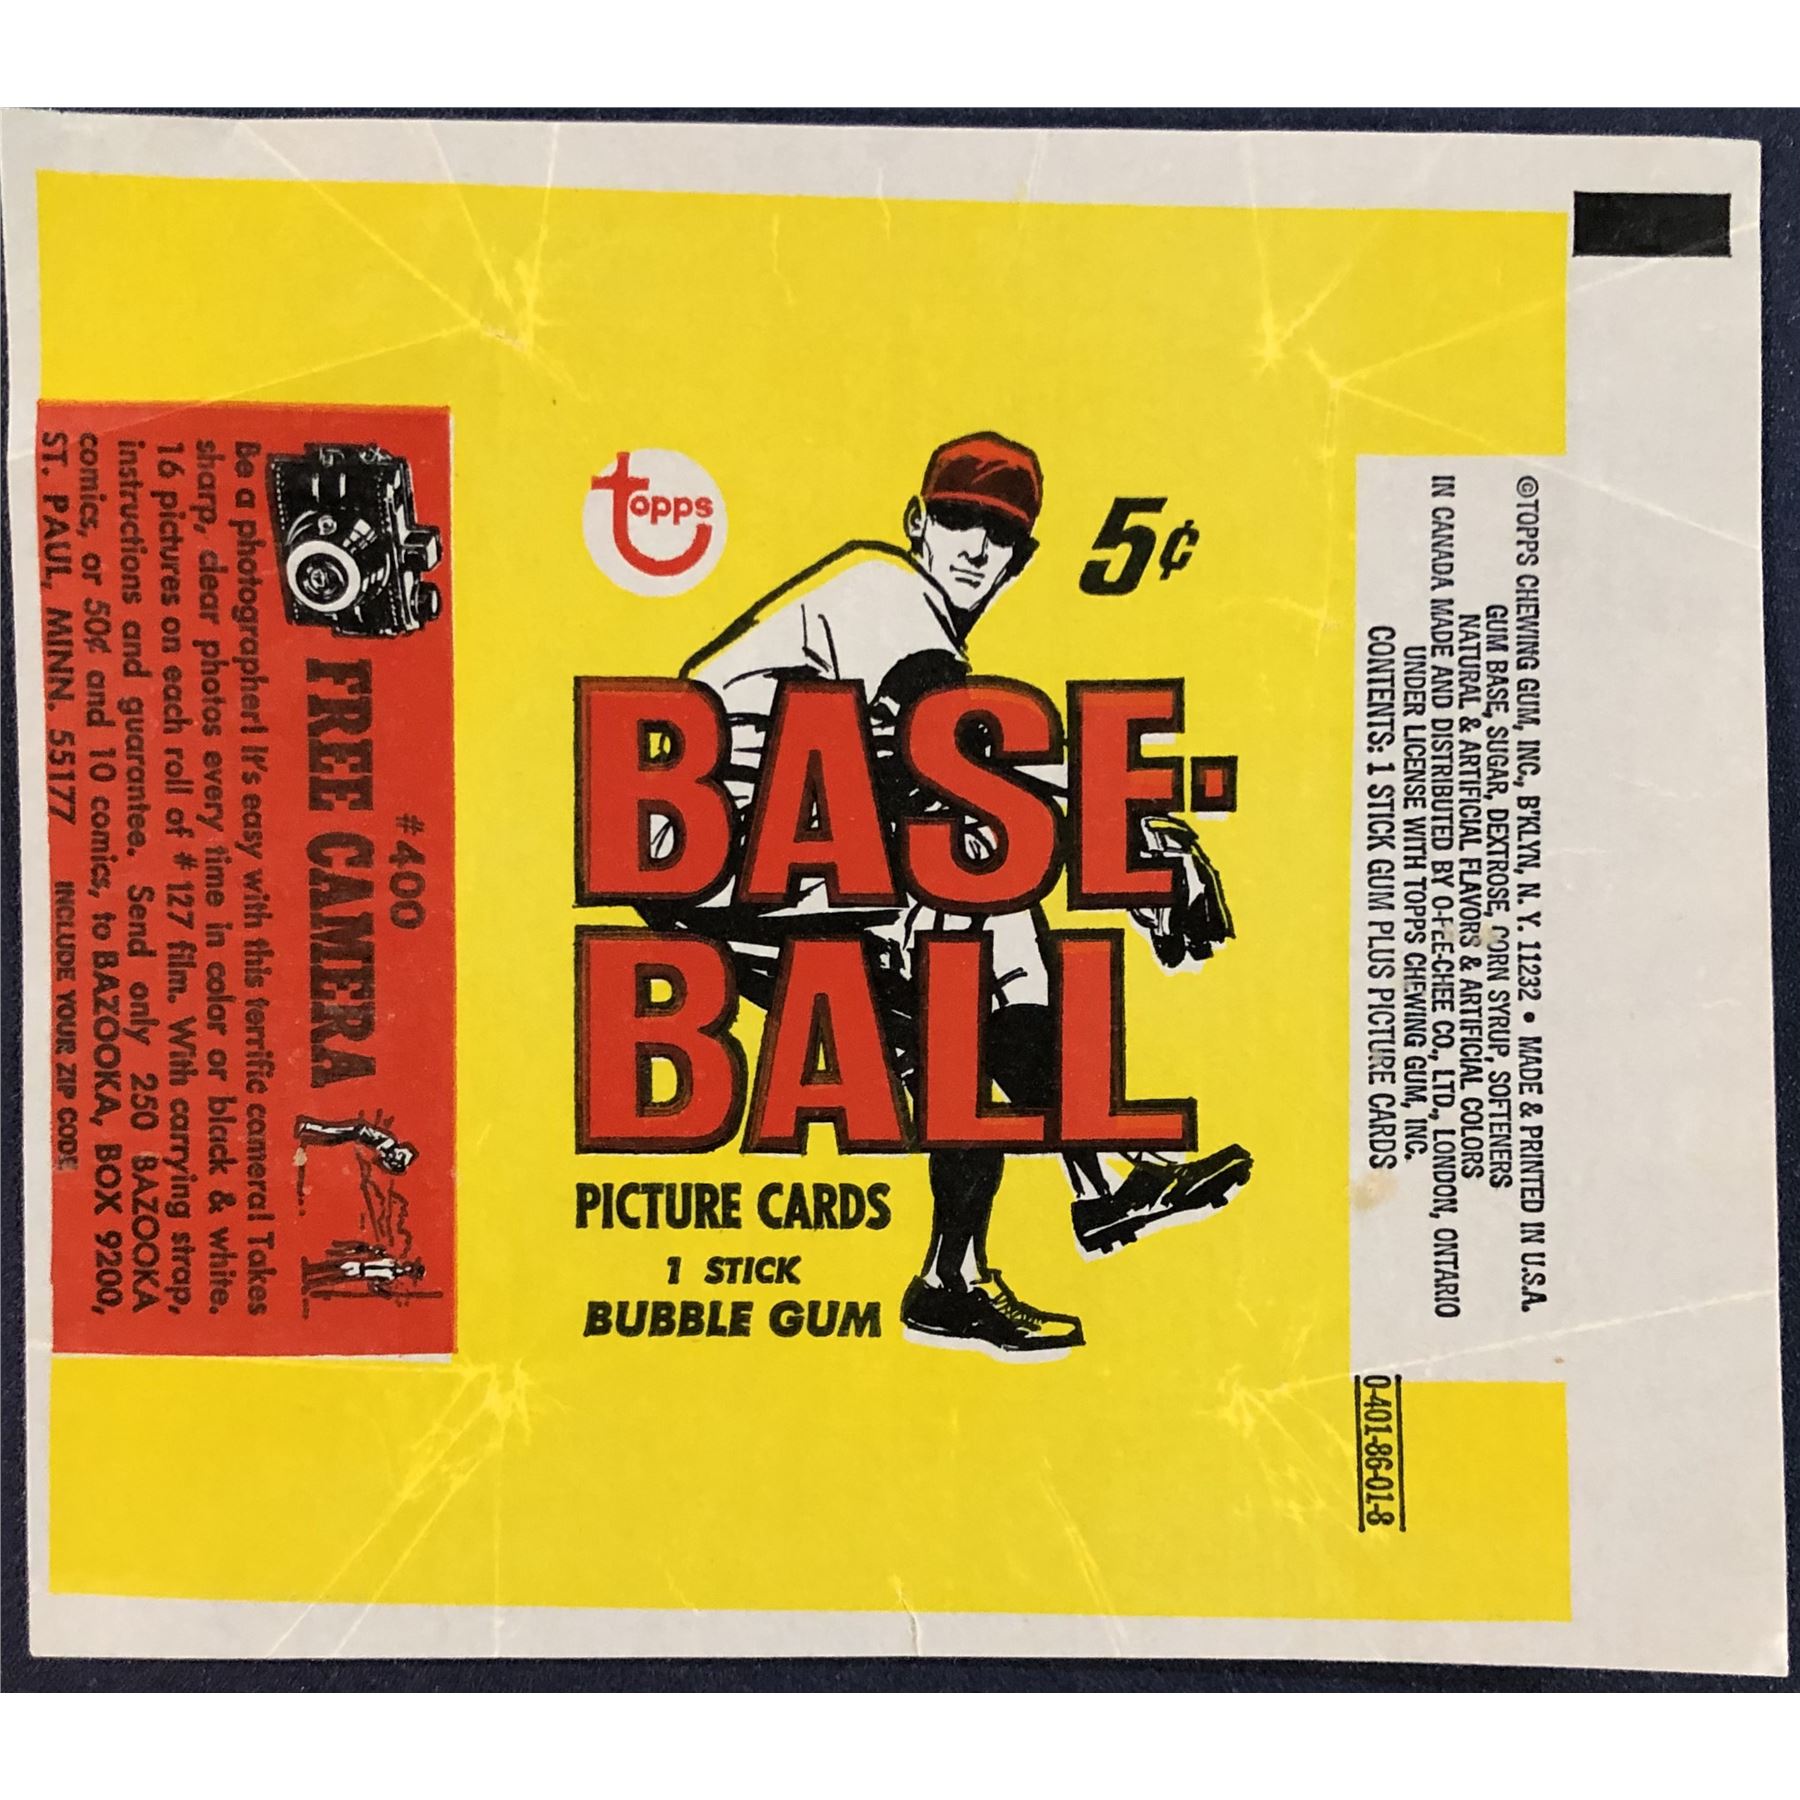 topps
5¢
BASE-
BALL
PICTURE CARDS
1 STICK
BUBBLE GUM
#400
FREE CAMERA
Be a photographer! It's easy with this terrific camera! Takes
sharp, clear photos every time in color or black & white.
16 pictures on each roll of #127 film. With carrying strap,
instructions and guarantee. Send only 250 BAZOOKA
comics, or 50¢ and 10 comics, to BAZOOKA, BOX 9200,
ST. PAUL, MINN. 55177 INCLUDE YOUR ZIP CODE
©TOPPS CHEWING GUM, INC., B'KLYN, N. Y. 11232 • MADE & PRINTED IN U.S.A.
GUM BASE, SUGAR, DEXTROSE, CORN SYRUP, SOFTENERS
NATURAL & ARTIFICIAL FLAVORS & ARTIFICIAL COLORS
IN CANADA MADE AND DISTRIBUTED BY O-PEE-CHEE CO., LTD., LONDON, ONTARIO
UNDER LICENSE WITH TOPPS CHEWING GUM, INC.
CONTENTS: 1 STICK GUM PLUS PICTURE CARDS
0-401-86-01-8